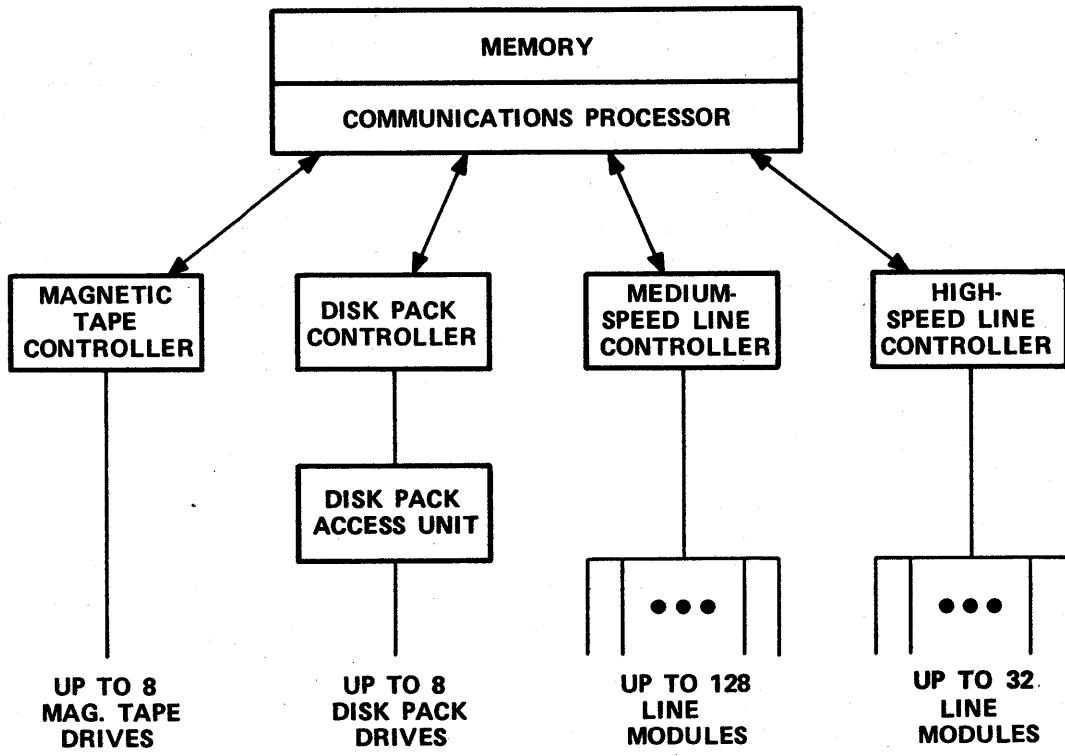 MEMORY
COMMUNICATIONS PROCESSOR
MAGNETIC
TAPE
CONTROLLER
DISK PACK
CONTROLLER
MEDIUM-
SPEED LINE
CONTROLLER
HIGH-
SPEED LINE
CONTROLLER
DISK PACK
ACCESS UNIT
UP TO 8
MAG. TAPE
DRIVES
UP TO 8
DISK PACK
DRIVES
UP TO 128
LINE
MODULES
UP TO 32
LINE
MODULES